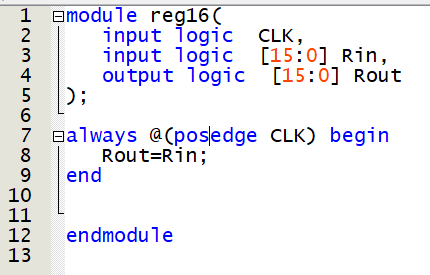 1 module reg16(
2 input logic CLK,
3 input logic [15:0] Rin,
4 output logic [15:0] Rout
5 );
6
7 always @(posedge CLK) begin
8 Rout=Rin;
9 end
10
11
12 endmodule
13